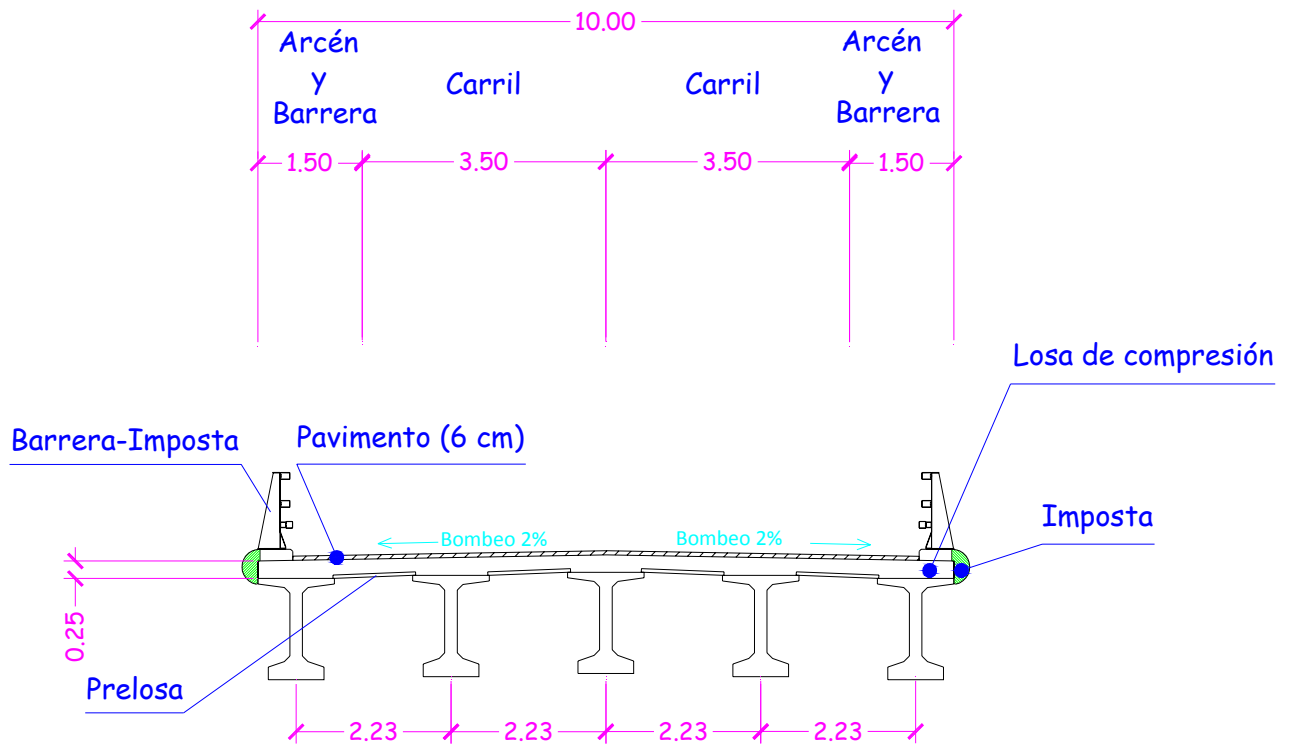 10.00
Arcén
y
Barrera
Carril
Carril
Arcén
y
Barrera
1.50
3.50
3.50
1.50
Losa de compresión
Barrera-Imposta
Pavimento (6 cm)
Imposta
Bombeo 2%
Bombeo 2%
0.25
Prelosa
2.23
2.23
2.23
2.23